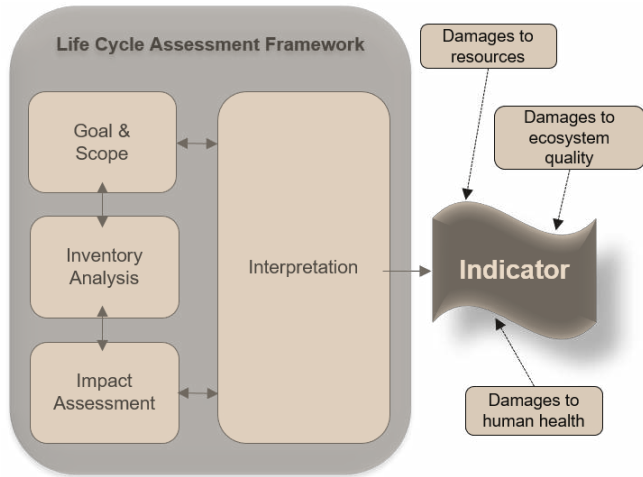 Life Cycle Assessment Framework
Goal &
Scope
Inventory
Analysis
Impact
Assessment
Interpretation
Indicator
Damages to
resources
Damages to
ecosystem
quality
Damages to
human health